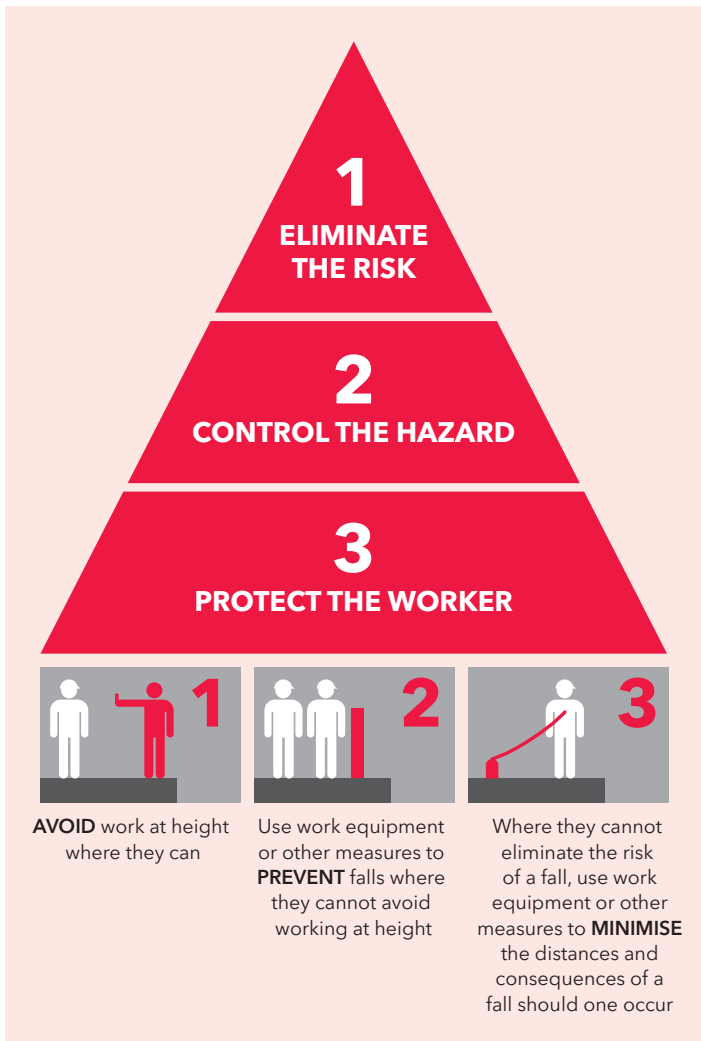 1
ELIMINATE
THE RISK
2
CONTROL THE HAZARD
3
PROTECT THE WORKER
1
AVOID work at height
where they can
2
Use work equipment
or other measures to
PREVENT falls where
they cannot avoid
working at height
3
Where they cannot
eliminate the risk
of a fall, use work
equipment or other
measures to MINIMISE
the distances and
consequences of a
fall should one occur